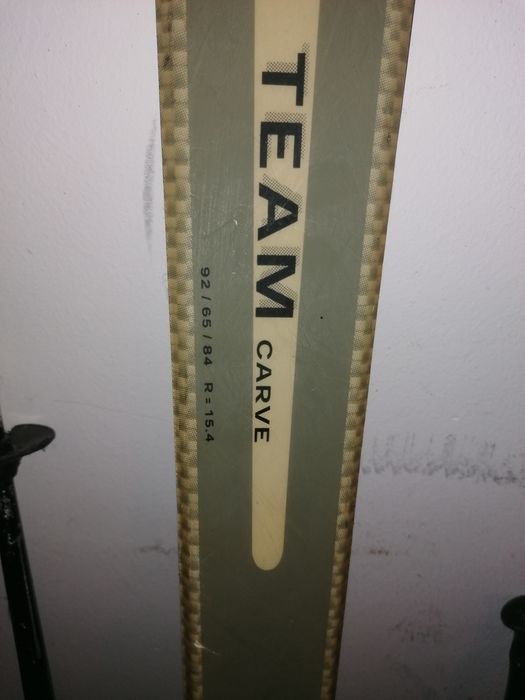 TEAM CARVE
92 / 65 / 84 R = 15.4